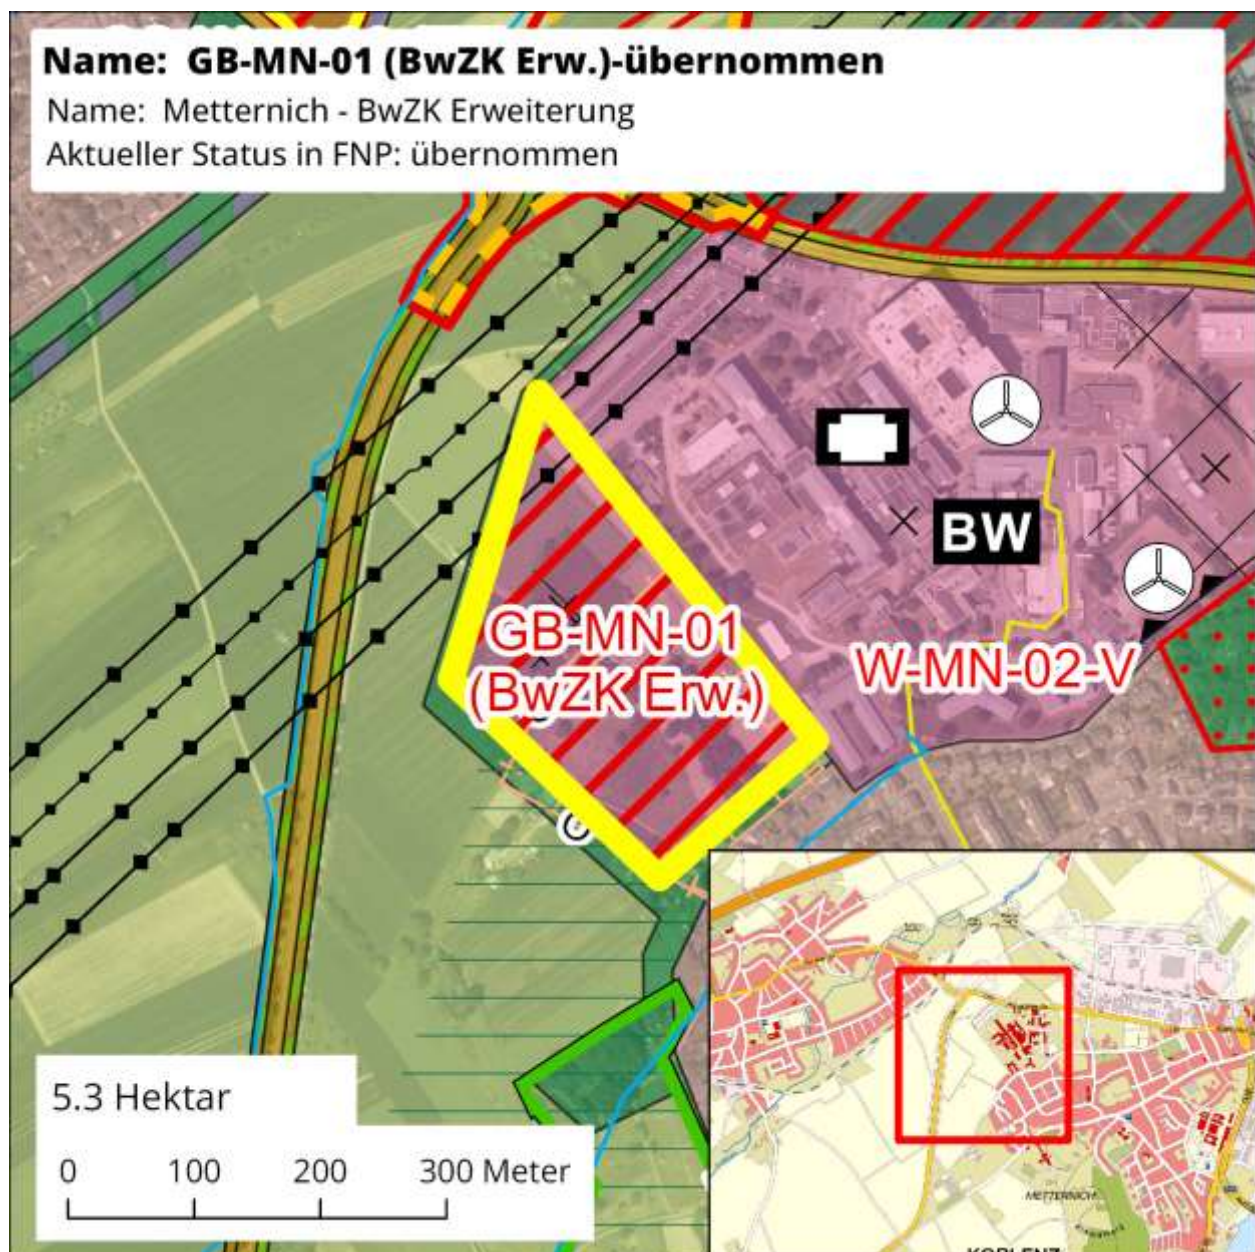 Name: GB-MN-01 (BwZK Erw.)-übernommen
Name: Metternich - BwZK Erweiterung
Aktueller Status in FNP: übernommen
BW
GB-MN-01
(BwZK Erw.)
W-MN-02-V
5.3 Hektar
0 100 200 300 Meter
METTERNICH
KOBLENZ